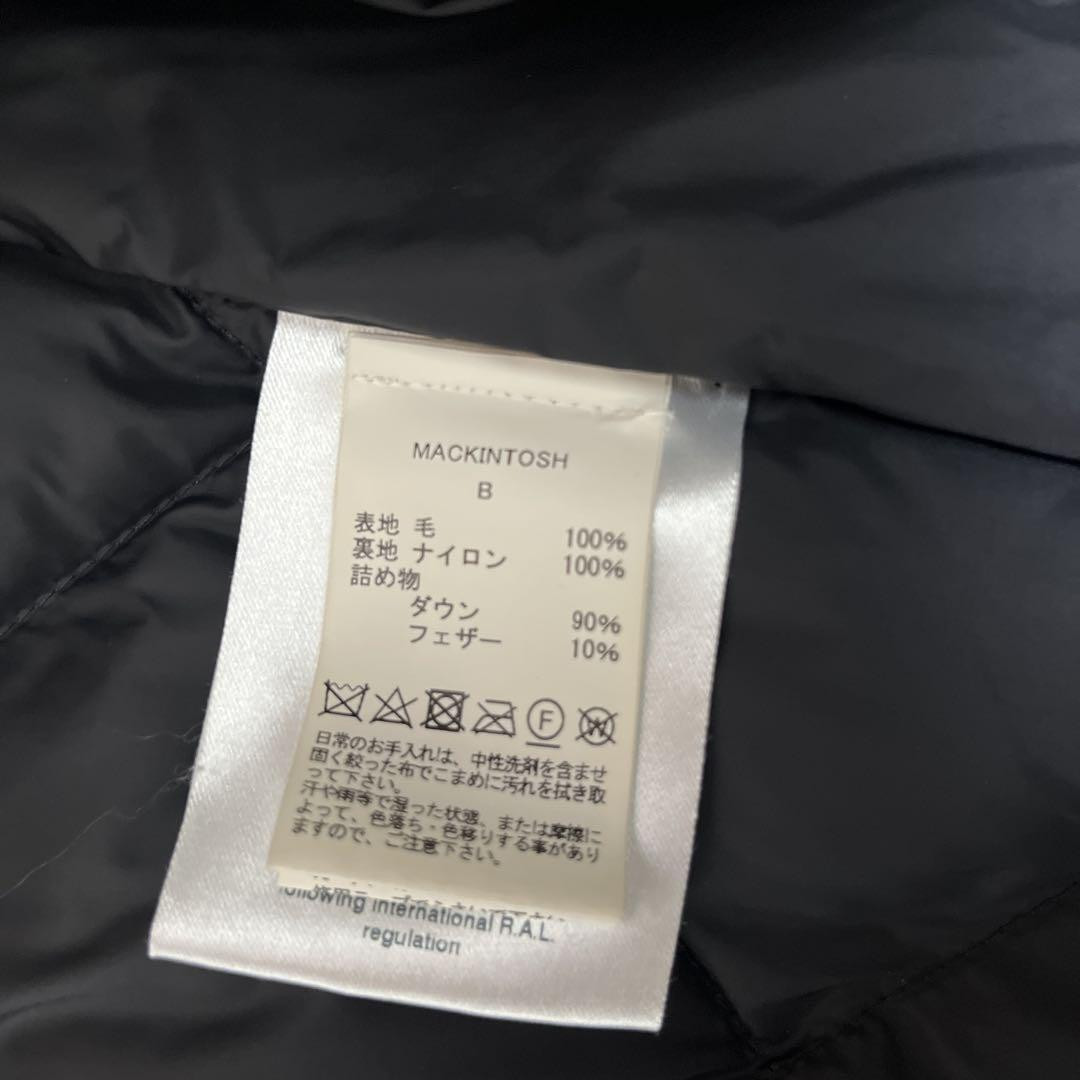 MACKINTOSH
B
表地 毛 100%
裏地 ナイロン 100%
詰め物
ダウン 90%
フェザー 10%
F W
日常のお手入れは、中性洗剤を含ませ
固く絞った布でこまめに汚れを拭き取
って下さい。
汗や雨等で湿った状態、または摩擦に
よって、色落ち・色移りする事があり
ますので、ご注意下さい。
following international R.A.L.
regulation